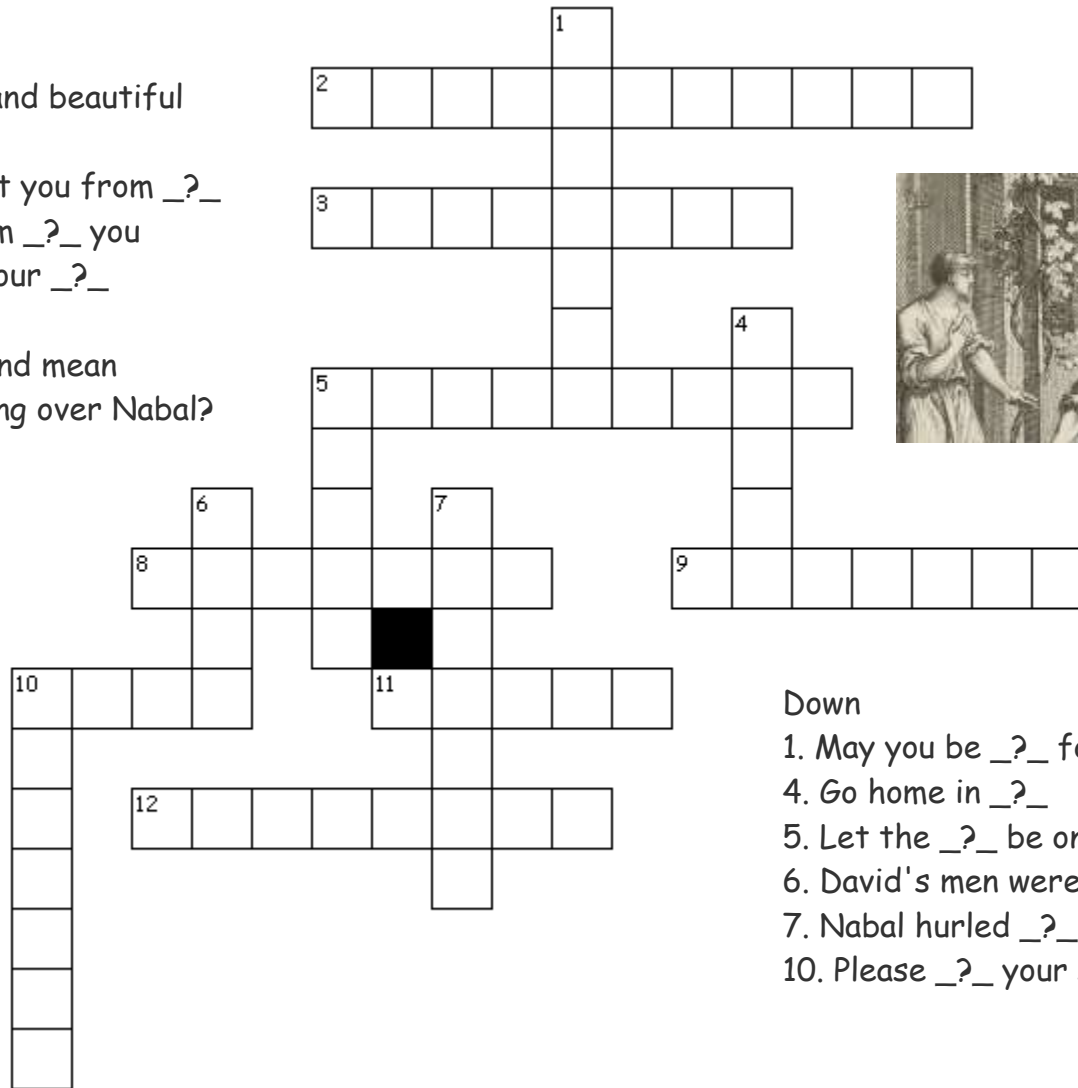 1
2
and beautiful
t you from _?_
3
_?_ you
our _?_
4
nd mean
5
ng over Nabal?
6
7
8
9
10
11
Down
1. May you be _?_
4. Go home in _?_
12
5. Let the _?_ be
6. David's men were
7. Nabal hurled _?_
10. Please _?_ your